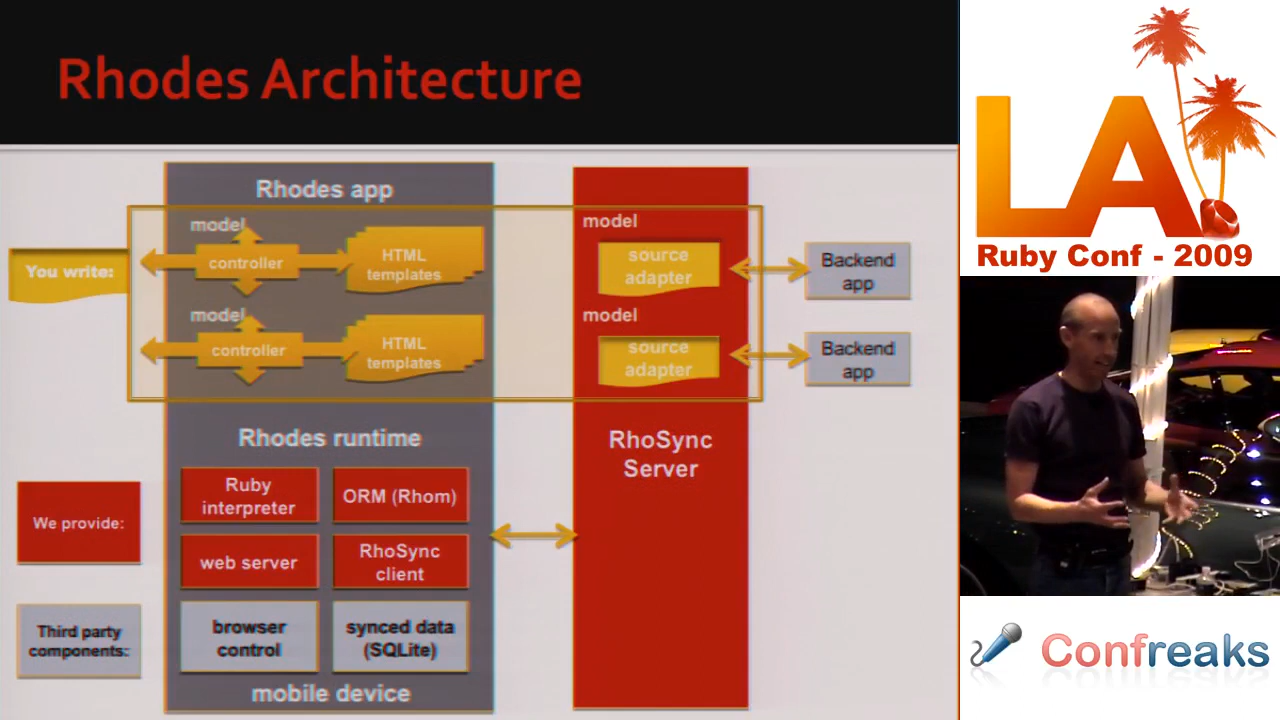 Rhodes Architecture
Rhodes app
You write:
model
controller
HTML
templates
model
controller
HTML
templates
model
source
adapter
model
source
adapter
Backend
app
Backend
app
Rhodes runtime
We provide:
Ruby
interpreter
ORM (Rhom)
web server
RhoSync
client
Third party
components:
browser
control
synced data
(SQLite)
mobile device
RhoSync
Server
LA
Ruby Conf - 2009
Confreaks